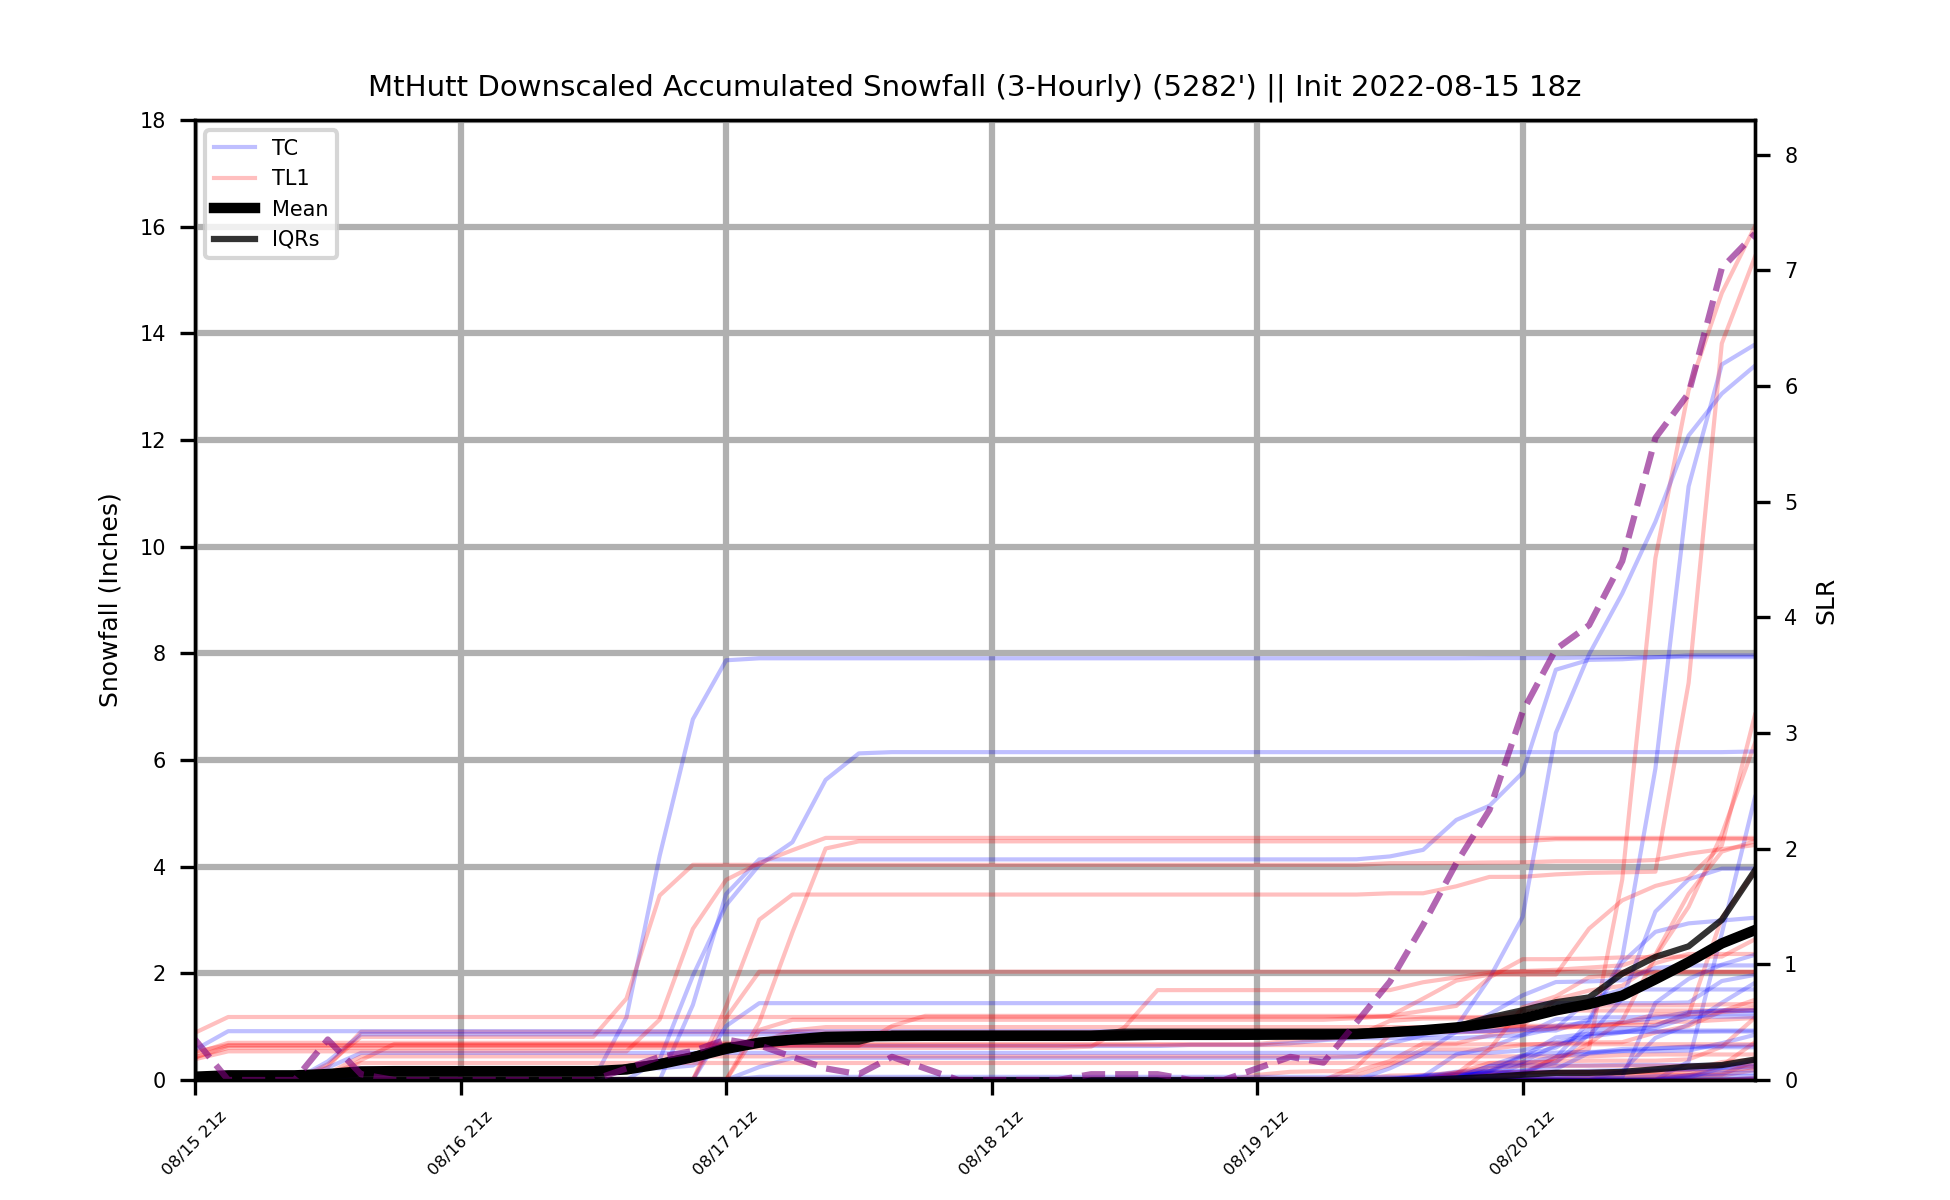 MtHutt Downscaled Accumulated Snowfall (3-Hourly) (5282') || Init 2022-08-15 18z
TC
TL1
Mean
IQRs
18
16
14
12
10
8
6
4
2
0
Snowfall (Inches)
8
7
6
5
4
3
2
1
0
SLR
08/15 21z
08/16 21z
08/17 21z
08/18 21z
08/19 21z
08/20 21z